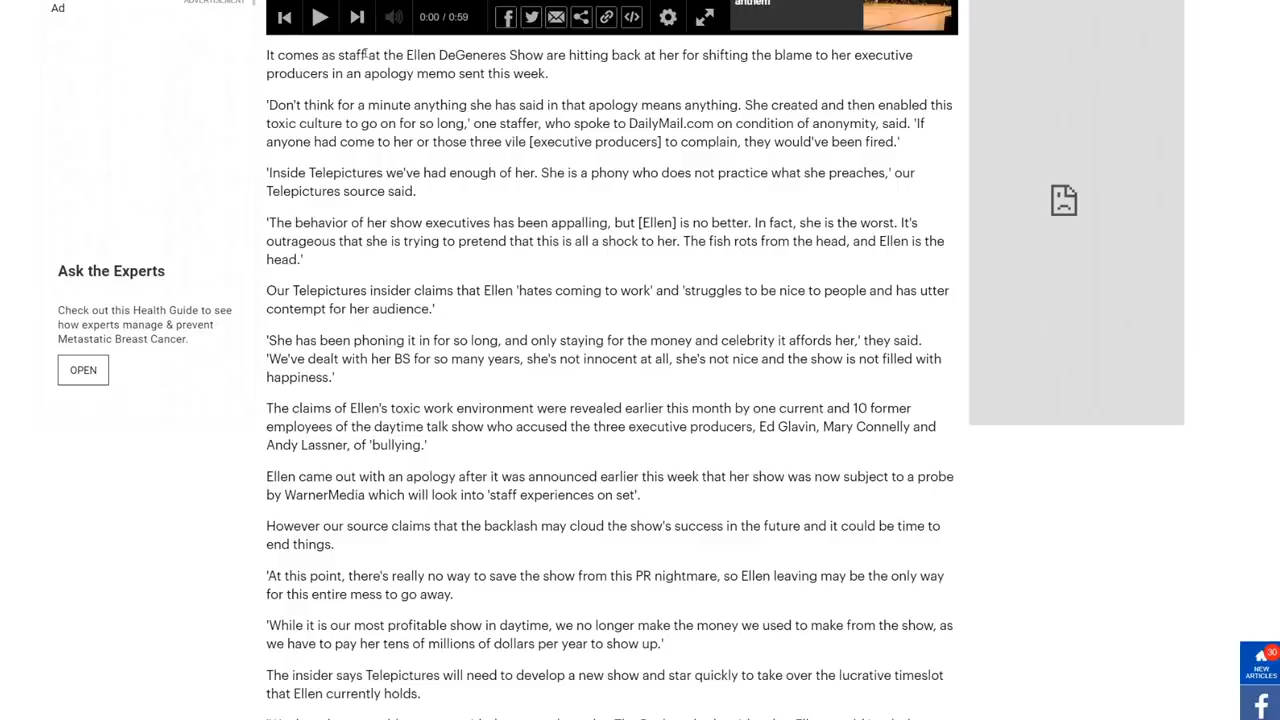 Ad
ADVERTISEMENT
0:00 / 0:59
anthem
It comes as staff at the Ellen DeGeneres Show are hitting back at her for shifting the blame to her executive
producers in an apology memo sent this week.
'Don't think for a minute anything she has said in that apology means anything. She created and then enabled this
toxic culture to go on for so long,' one staffer, who spoke to DailyMail.com on condition of anonymity, said. 'If
anyone had come to her or those three vile [executive producers] to complain, they would've been fired.'
'Inside Telepictures we've had enough of her. She is a phony who does not practice what she preaches,' our
Telepictures source said.
'The behavior of her show executives has been appalling, but [Ellen] is no better. In fact, she is the worst. It's
outrageous that she is trying to pretend that this is all a shock to her. The fish rots from the head, and Ellen is the
head.'
Our Telepictures insider claims that Ellen 'hates coming to work' and 'struggles to be nice to people and has utter
contempt for her audience.'
'She has been phoning it in for so long, and only staying for the money and celebrity it affords her,' they said.
'We've dealt with her BS for so many years, she's not innocent at all, she's not nice and the show is not filled with
happiness.'
The claims of Ellen's toxic work environment were revealed earlier this month by one current and 10 former
employees of the daytime talk show who accused the three executive producers, Ed Glavin, Mary Connelly and
Andy Lassner, of 'bullying.'
Ellen came out with an apology after it was announced earlier this week that her show was now subject to a probe
by WarnerMedia which will look into 'staff experiences on set'.
However our source claims that the backlash may cloud the show's success in the future and it could be time to
end things.
'At this point, there's really no way to save the show from this PR nightmare, so Ellen leaving may be the only way
for this entire mess to go away.
'While it is our most profitable show in daytime, we no longer make the money we used to make from the show, as
we have to pay her tens of millions of dollars per year to show up.'
The insider says Telepictures will need to develop a new show and star quickly to take over the lucrative timeslot
that Ellen currently holds.
Ask the Experts
Check out this Health Guide to see
how experts manage & prevent
Metastatic Breast Cancer.
OPEN
30
NEW
ARTICLES